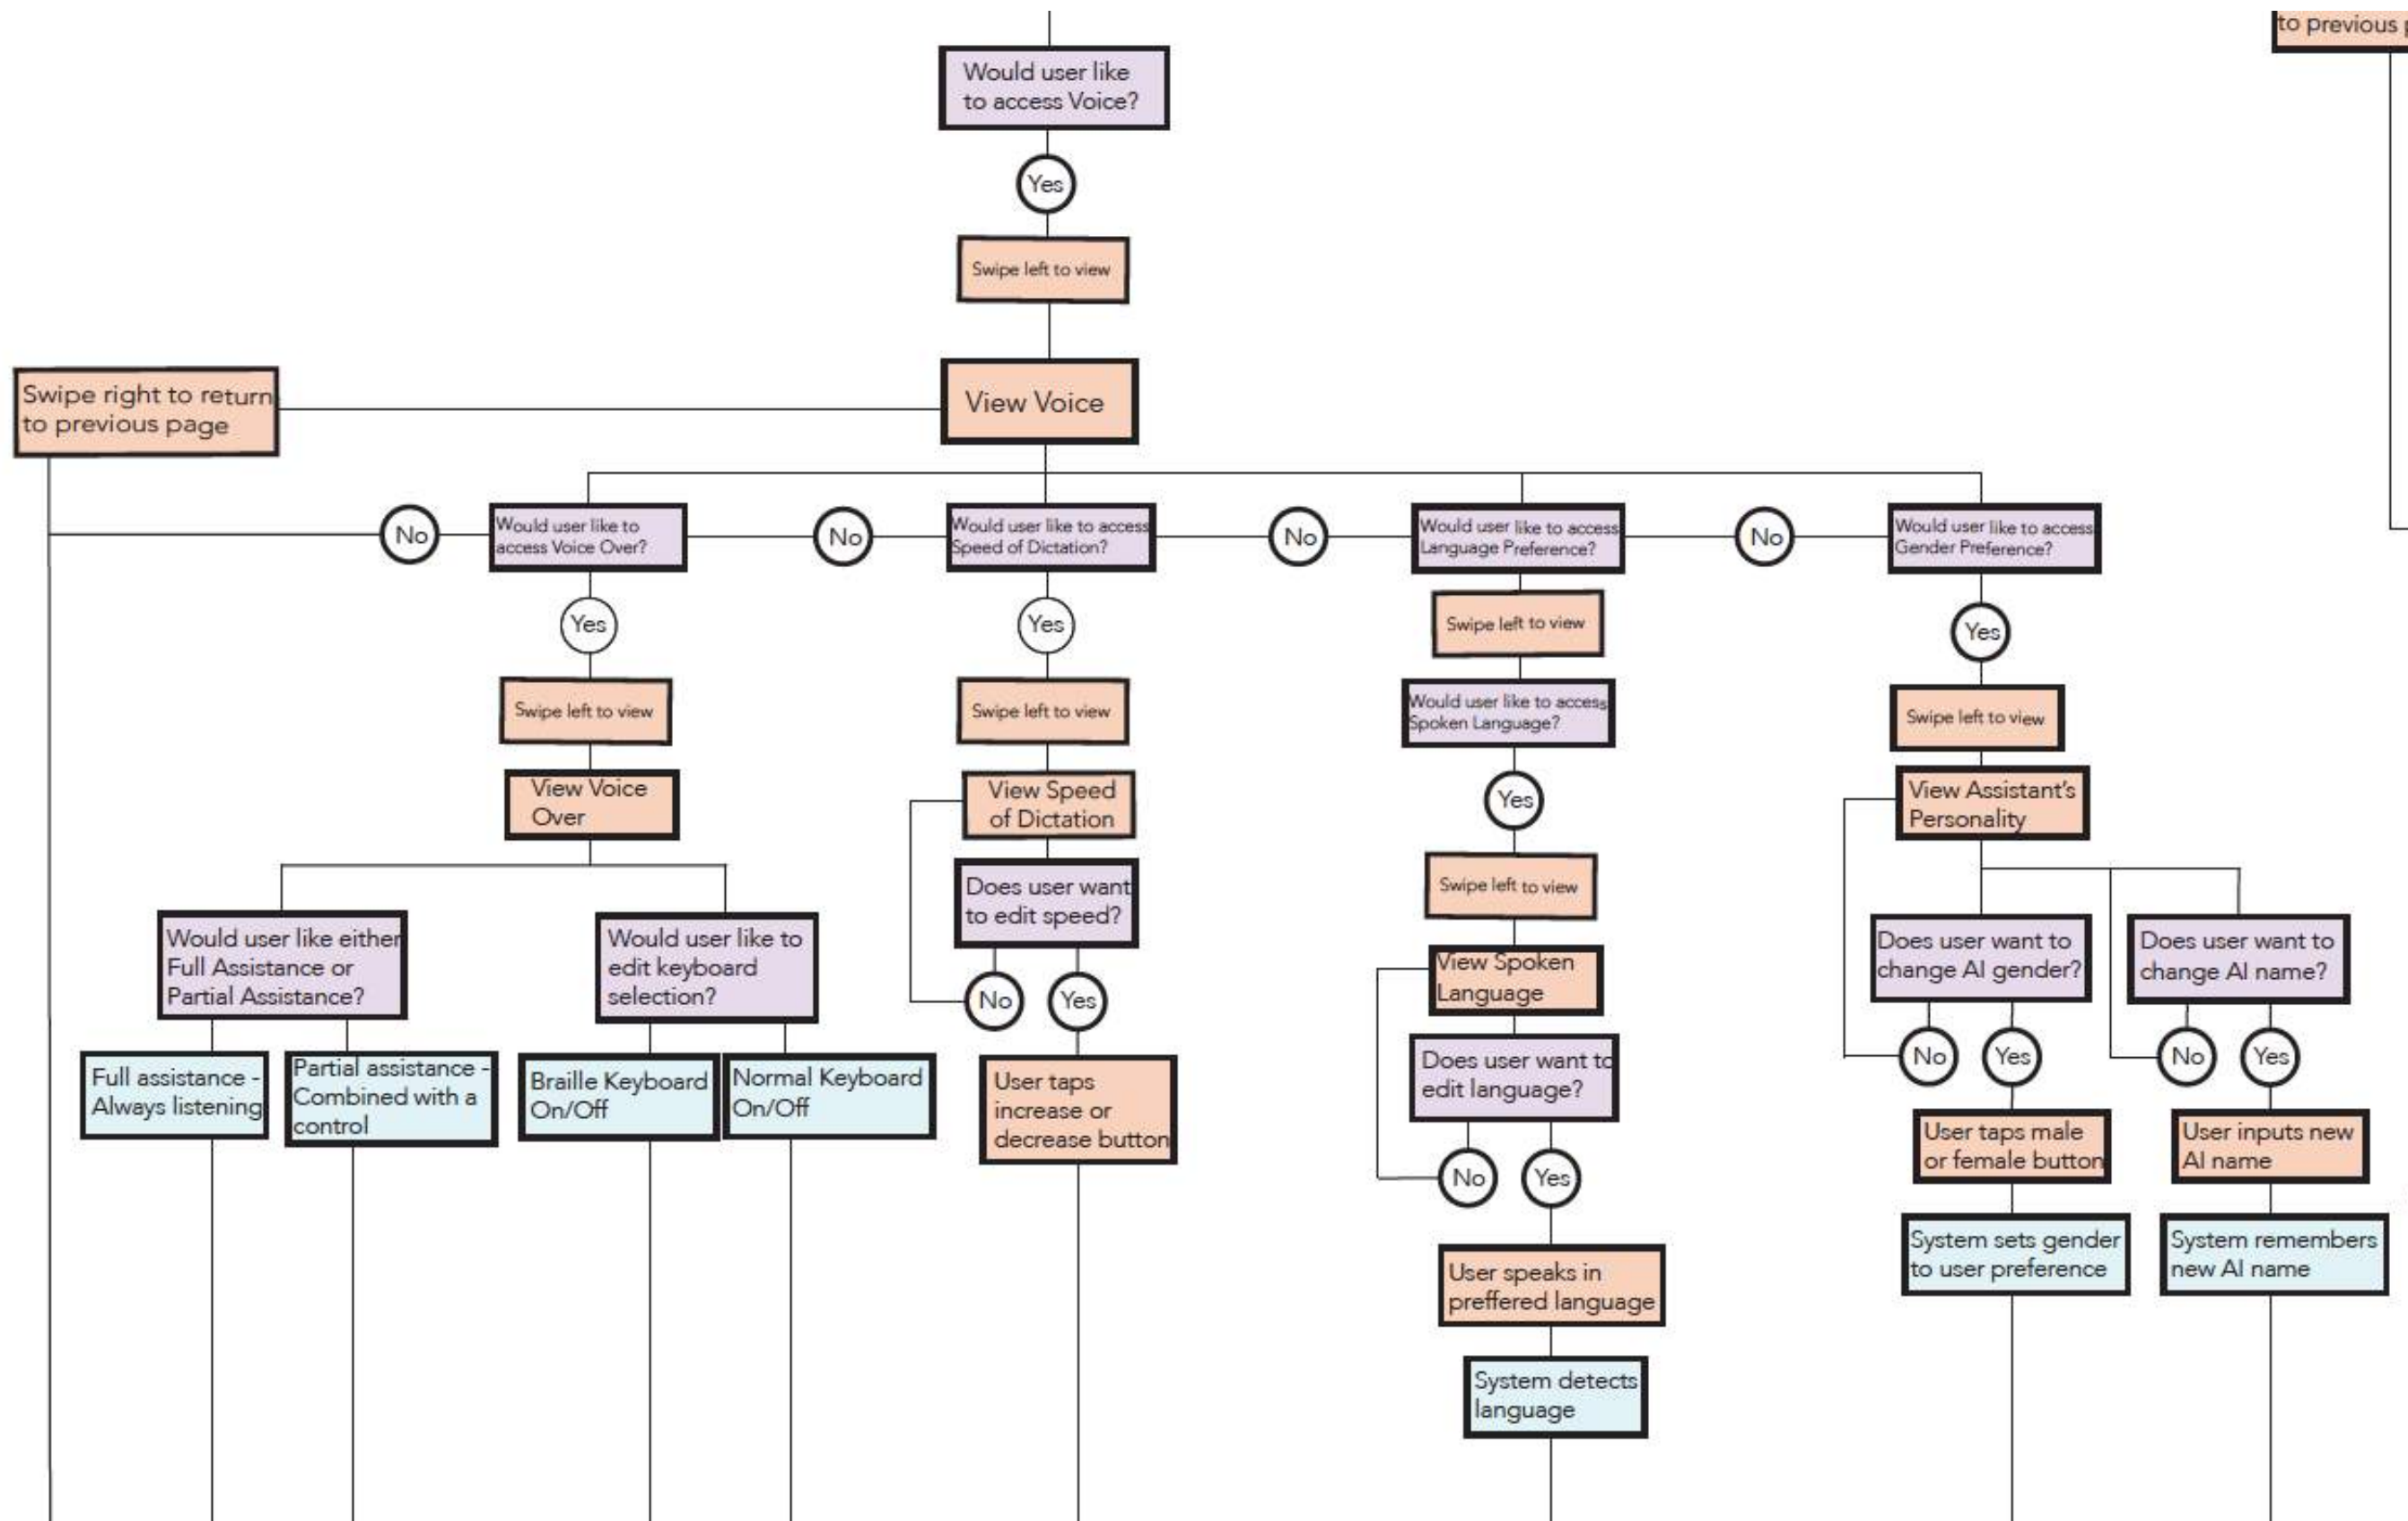 to previous
Would user like
to access Voice?
Yes
Swipe left to view
Swipe right to return
to previous page
View Voice
No
Would user like to
access Voice Over?
No
Would user like to access
Speed of Dictation?
No
Would user like to access
Language Preference?
No
Would user like to access
Gender Preference?
Yes
Swipe left to view
View Voice
Over
Would user like either
Full Assistance or
Partial Assistance?
Full assistance -
Always listening
Partial assistance -
Combined with a
control
Would user like to
edit keyboard
selection?
Braille Keyboard
On/Off
Normal Keyboard
On/Off
Yes
Swipe left to view
View Speed
of Dictation
Does user want
to edit speed?
No
Yes
User taps
increase or
decrease button
Swipe left to view
Would user like to access
Spoken Language?
Yes
Swipe left to view
View Spoken
Language
Does user want to
edit language?
No
Yes
User speaks in
preffered language
System detects
language
Yes
Swipe left to view
View Assistant's
Personality
Does user want to
change AI gender?
No
Yes
User taps male
or female button
System sets gender
to user preference
Does user want to
change AI name?
No
Yes
User inputs new
AI name
System remembers
new AI name